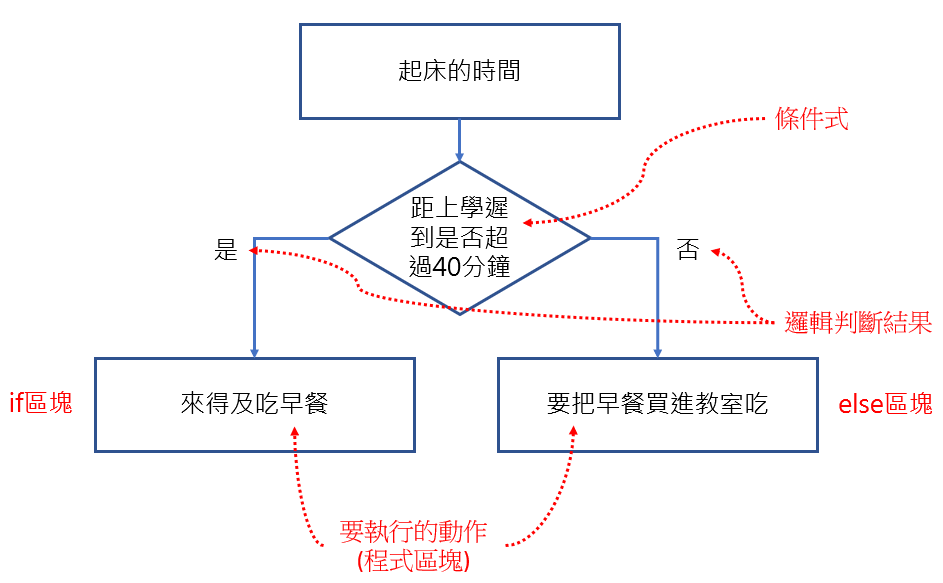 起床的時間
條件式
距上學遲
到是否超
過40分鐘
是
否
邏輯判斷結果
if區塊
來得及吃早餐
要把早餐買進教室吃
else區塊
要執行的動作
(程式區塊)